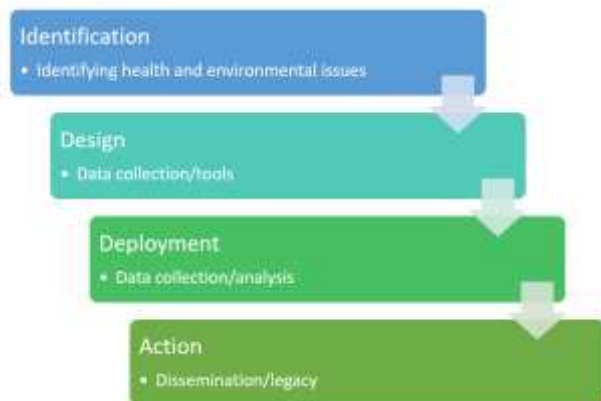 Identification
• Identifying health and environmental issues
Design
• Data collection/tools
Deployment
• Data collection/analysis
Action
• Dissemination/legacy